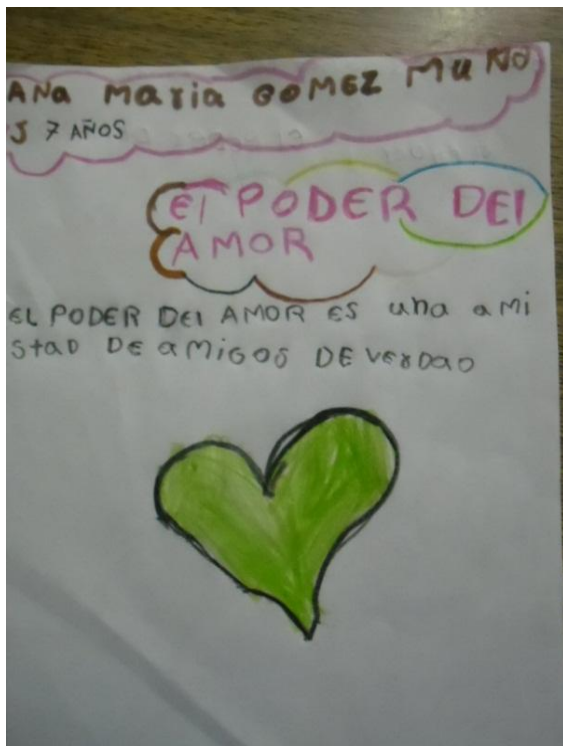 ANa Maria GOMEZ MUÑO
S 7 AÑOS
El PODER DEl
AMOR
EL PODER DEl AMOR ES una ami
stad DE amigos DE verdad